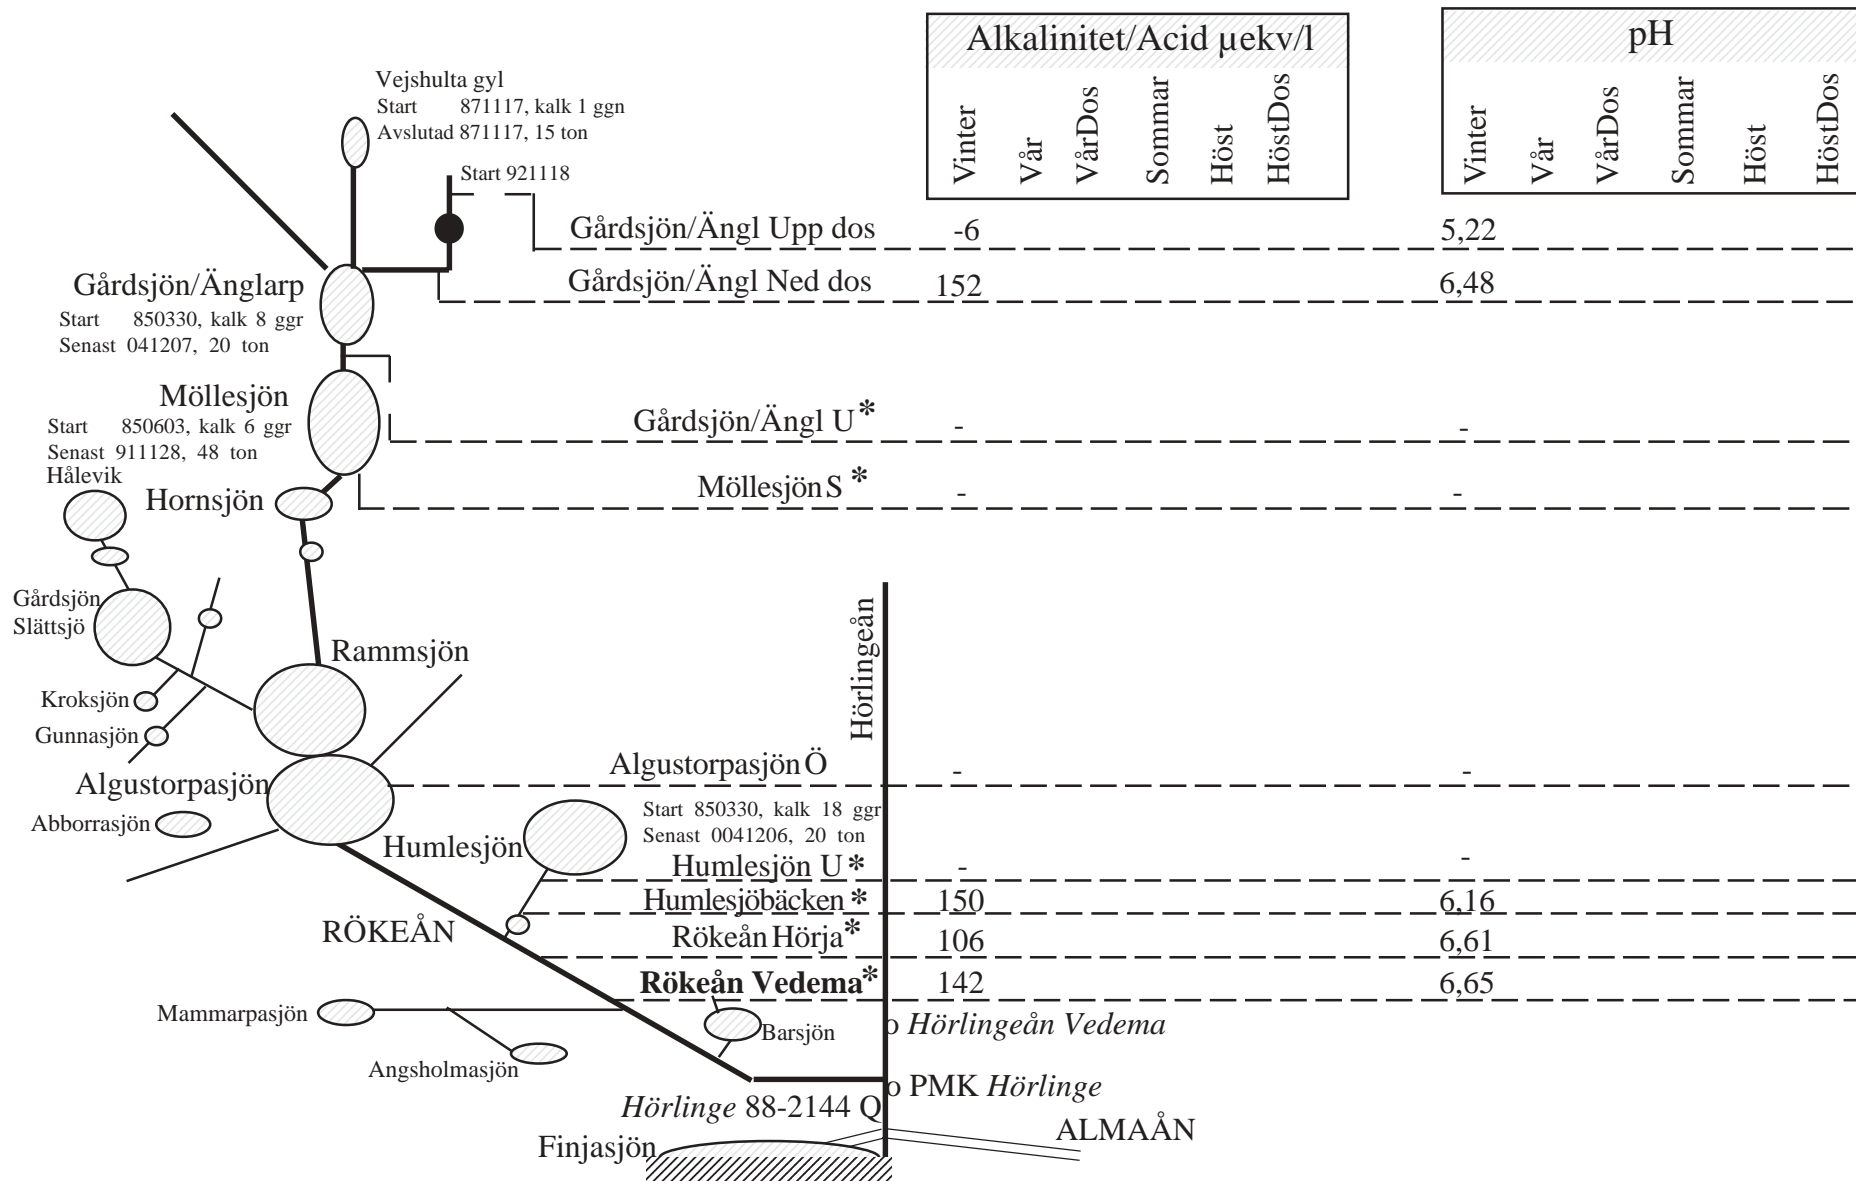 Alkalinitet/Acid µekv/l
pH
Vinter
Vår
VårDos
Sommar
Höst
HöstDos
Vinter
Vår
VårDos
Sommar
Höst
HöstDos
Vejshulta gyl
Start 871117, kalk 1 ggn
Avslutad 871117, 15 ton
Start 921118
Gårdsjön/Ängl Upp dos -6 5,22
Gårdsjön/Änglarp
Start 850330, kalk 8 ggr
Senast 041207, 20 ton
Gårdsjön/Ängl Ned dos 152 6,48
Möllesjön
Start 850603, kalk 6 ggr
Senast 911128, 48 ton
Gårdsjön/Ängl U* - -
Hålevik
Hornsjön
Möllesjön S * - -
Gårdsjön
Slättsjö
Rammsjön
Kroksjön
Gunnasjön
Hörlingeån
Algustorpasjön
Algustorpasjön Ö - -
Abborrasjön
Humlesjön
Start 850330, kalk 18 ggr
Senast 0041206, 20 ton
Humlesjön U * - -
Humlesjöbäcken * 150 6,16
RÖKEÅN
Rökeån Hörja* 106 6,61
Rökeån Vedema* 142 6,65
Mammarpasjön
Barsjön
o Hörlingeån Vedema
Angsholmasjön
o PMK Hörlinge
Hörlinge 88-2144 Q
ALMAÅN
Finjasjön